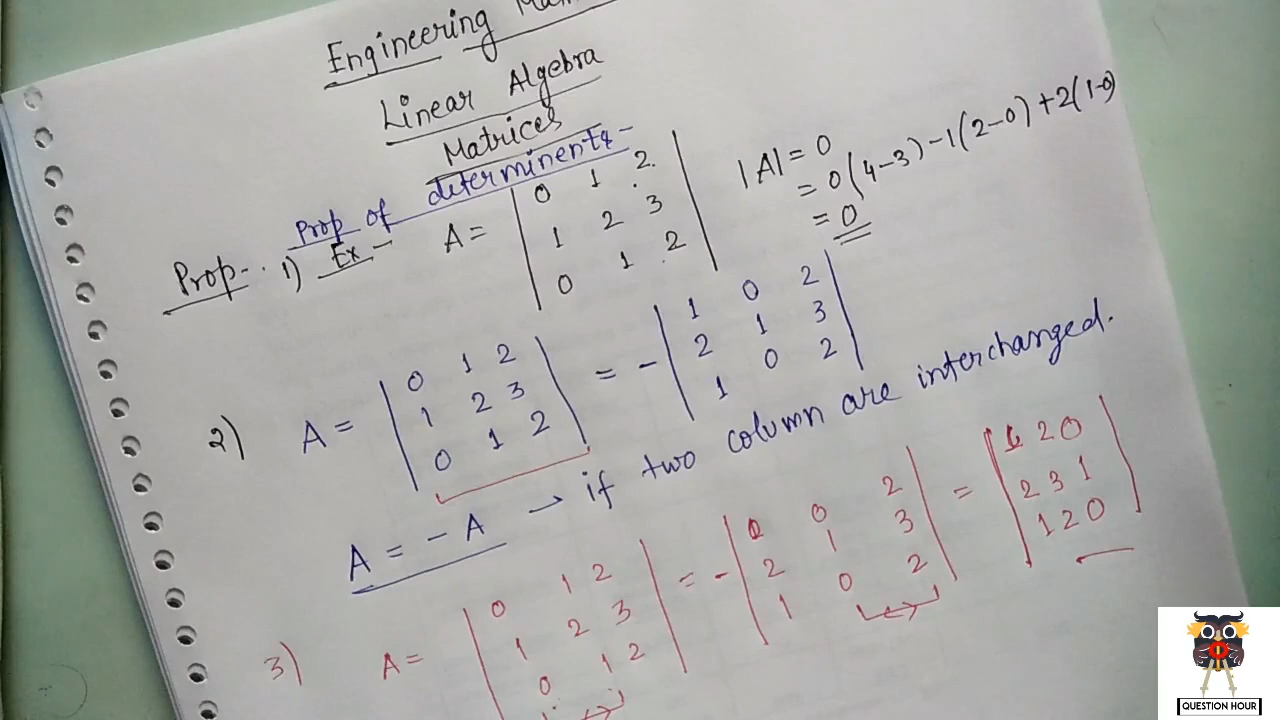 Engineering
Linear Algebra
Matrices
Prop of determinents-
Prop- 1) Ex- A = | 0 1 2 |
| 1 2 3 |
| 0 1 2 |
|A| = 0
= 0(4-3) -1(2-0) +2(1-0)
= 0
2) A = | 0 1 2 | = - | 1 0 2 |
| 1 2 3 | | 2 1 3 |
| 0 1 2 | | 1 0 2 |
A = - A → if two column are interchanged.
3) A = | 0 1 2 | = - | 1 0 2 | = | 1 2 0 |
| 1 2 3 | | 2 1 3 | | 2 3 1 |
| 0 1 2 | | 1 0 2 | | 1 2 0 |
QUESTION HOUR